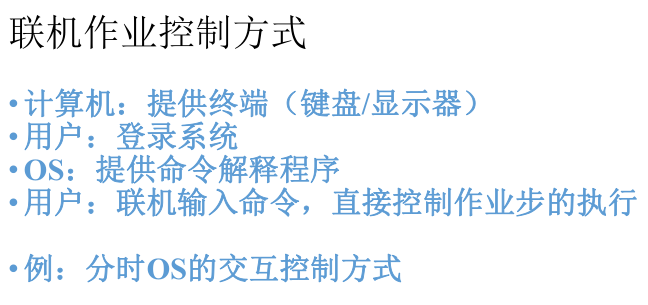 联机作业控制方式
•计算机：提供终端（键盘/显示器）
•用户：登录系统
•OS：提供命令解释程序
•用户：联机输入命令，直接控制作业步的执行
•例：分时OS的交互控制方式